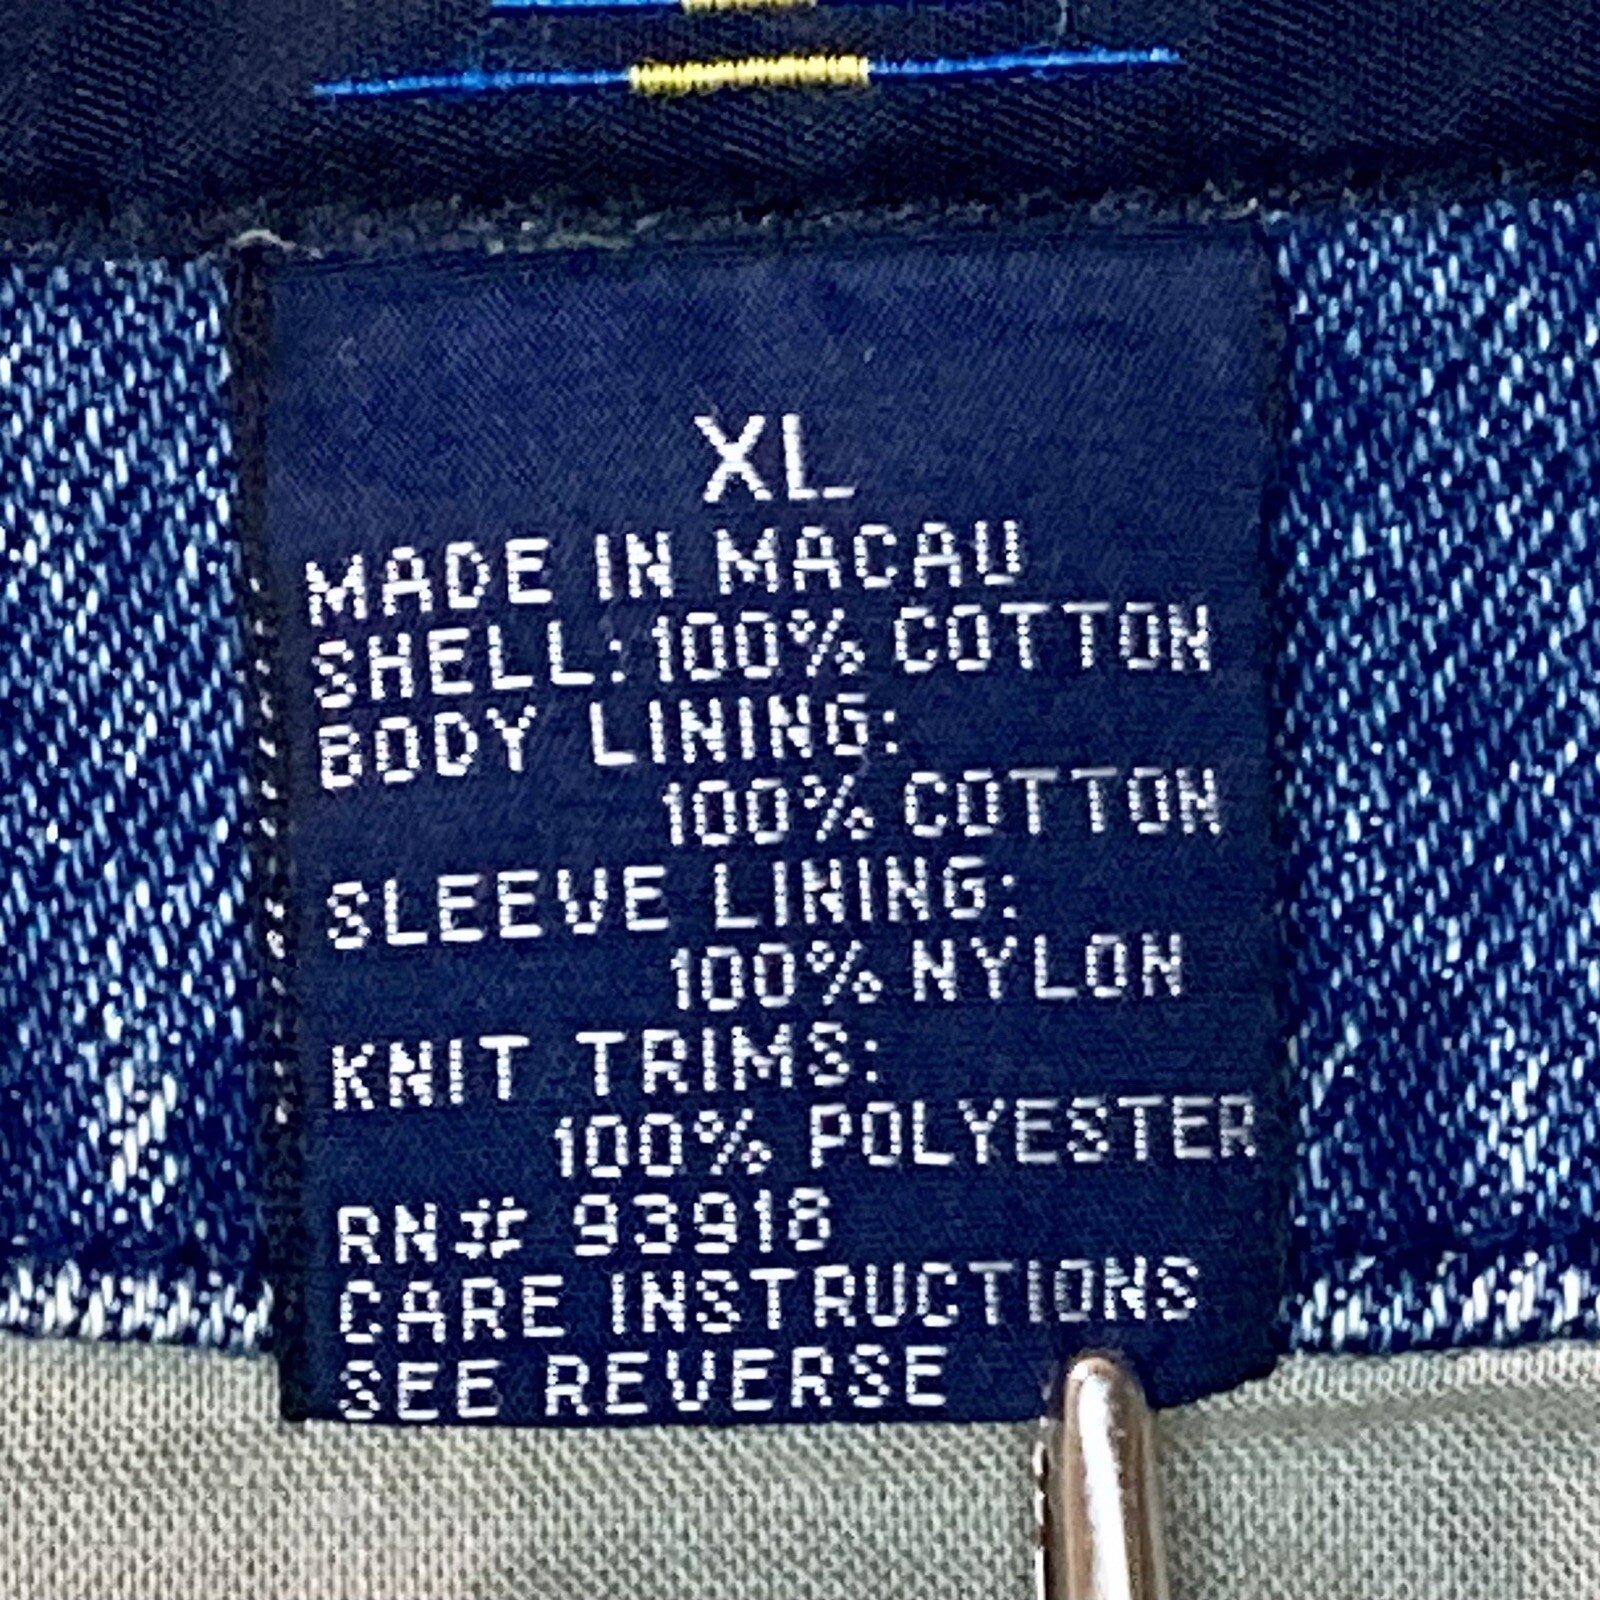 XL
MADE IN MACAU
SHELL:100% COTTON
BODY LINING:
100% COTTON
SLEEVE LINING:
100% NYLON
KNIT TRIMS:
100% POLYESTER
RN# 93918
CARE INSTRUCTIONS
SEE REVERSE